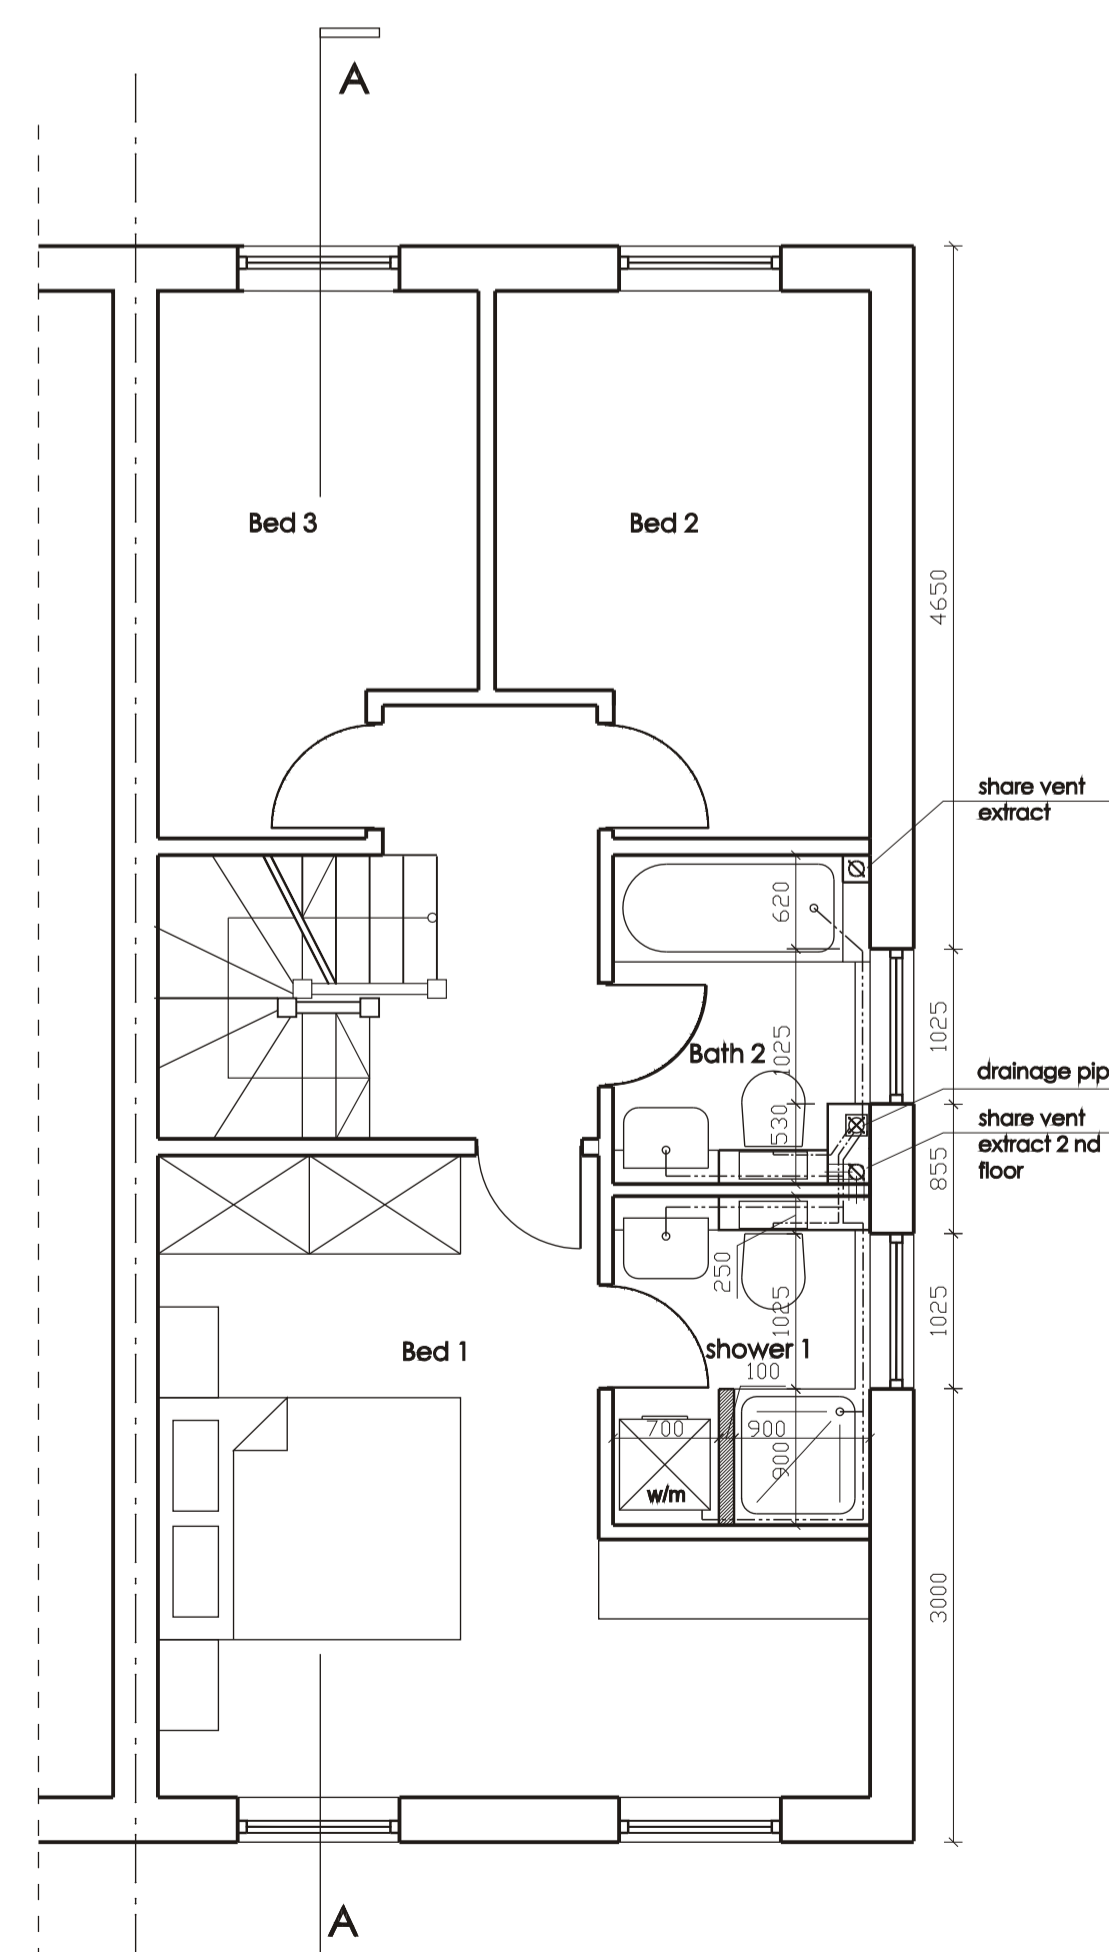 A
Bed 3
Bed 2
4650
share vent
extract
620
1025
Bath 2
1025
drainage pip
530
share vent
extract 2 nd
floor
855
250
1025
1025
Bed 1
shower 1
100
700
900
900
w/m
3000
A